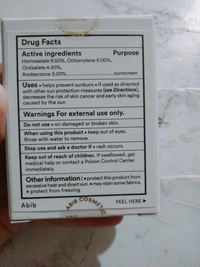 Drug Facts
Active ingredients Purpose
Homosalate 9.50%, Octocrylene 9.00%,
Octisalate 4.50%,
Avobenzone 3.00% sunscreen
Uses • helps prevent sunburn • if used as directed
with other sun protection measures (see Directions),
decreases the risk of skin cancer and early skin aging
caused by the sun
Warnings For external use only.
Do not use • on damaged or broken skin.
When using this product • keep out of eyes.
Rinse with water to remove.
Stop use and ask a doctor if • rash occurs.
Keep out of reach of children. If swallowed, get
medical help or contact a Poison Control Center
immediately.
Other information : • protect this product from
excessive heat and direct sun. • may stain some fabrics.
• protect from freezing
Abib
ABIB COSMETIC
PEEL HERE